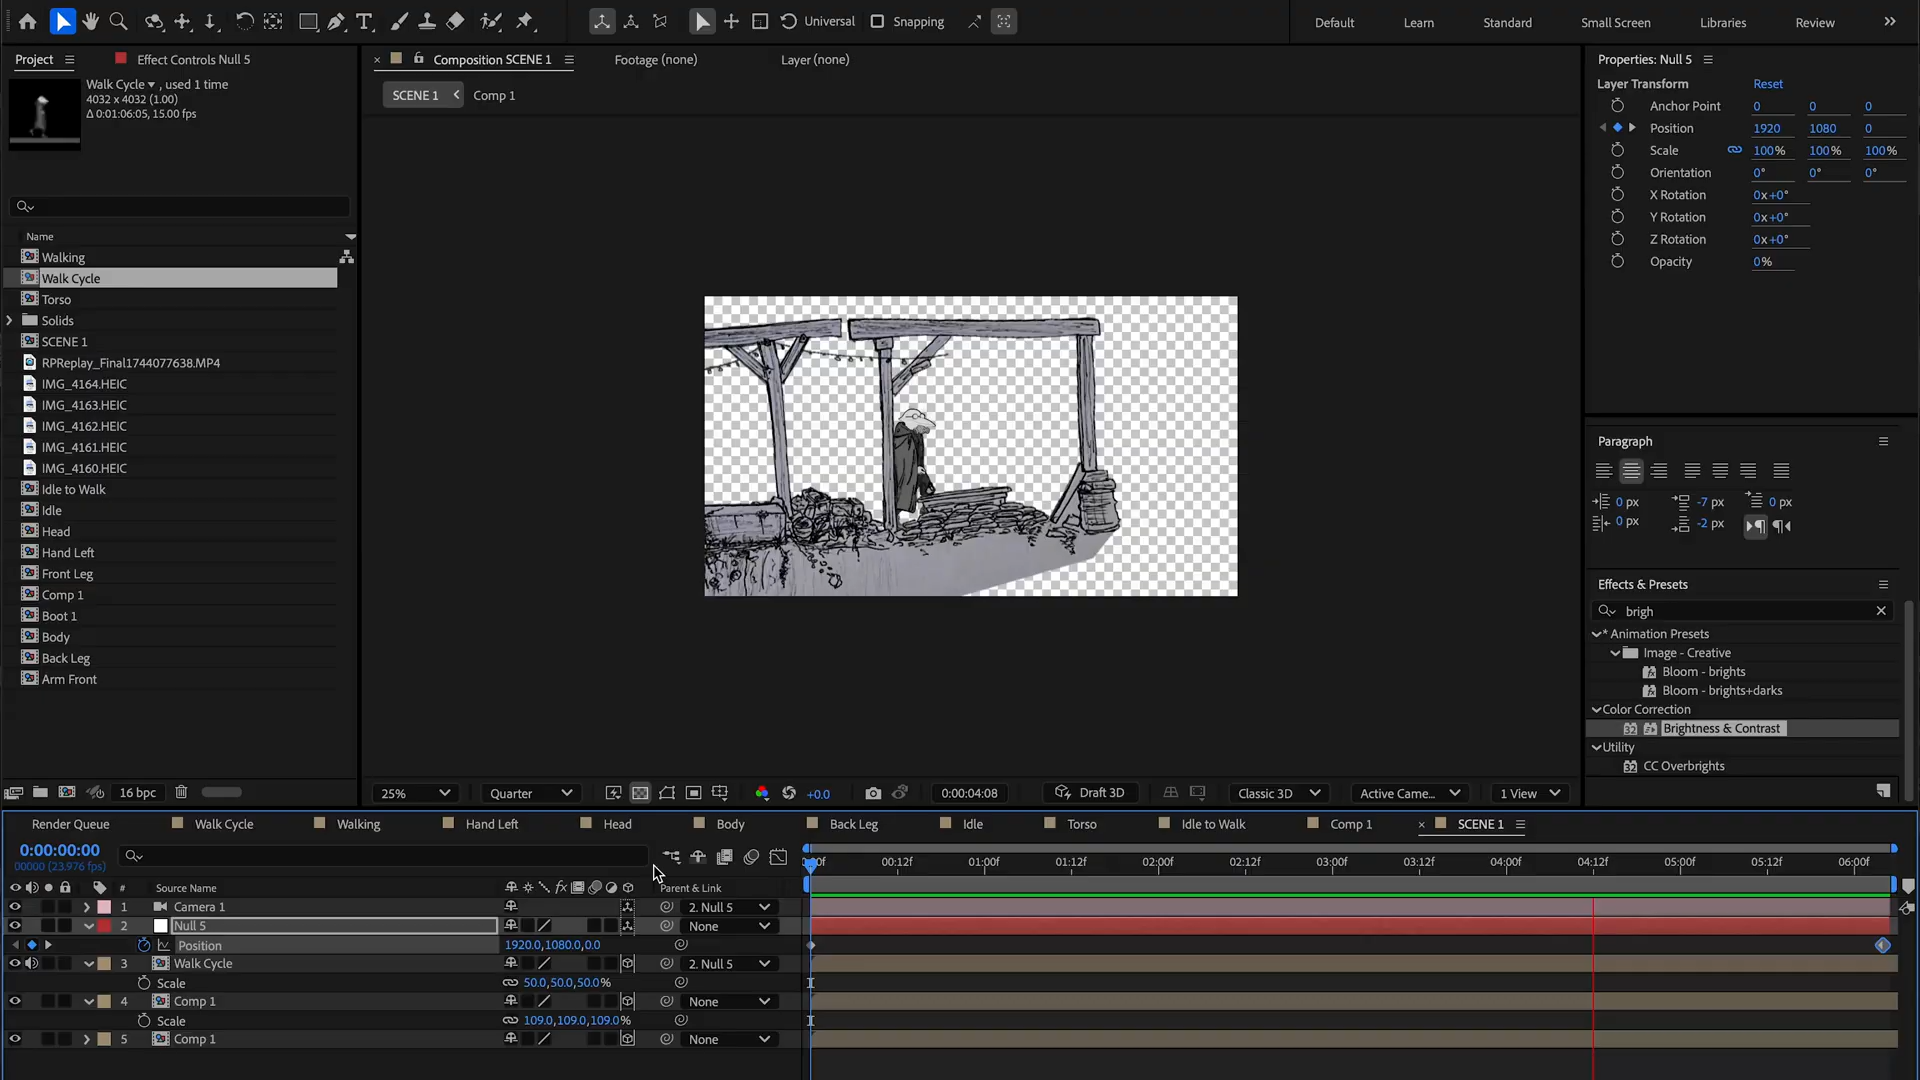 Universal
Snapping
Default
Learn
Standard
Small Screen
Libraries
Review
Project
Effect Controls Null 5
Composition SCENE 1
Footage (none)
Layer (none)
Properties: Null 5
Walk Cycle , used 1 time
4032 x 4032 (1.00)
Δ 0:01:06:05, 15.00 fps
SCENE 1
Comp 1
Layer Transform
Reset
Anchor Point 0 0 0
Position 1920 1080 0
Scale 100% 100% 100%
Orientation 0° 0° 0°
X Rotation 0x+0°
Y Rotation 0x+0°
Z Rotation 0x+0°
Opacity 0%
Name
Walking
Walk Cycle
Torso
Solids
SCENE 1
RPReplay_Final1744077638.MP4
IMG_4164.HEIC
IMG_4163.HEIC
IMG_4162.HEIC
IMG_4161.HEIC
IMG_4160.HEIC
Idle to Walk
Idle
Head
Hand Left
Front Leg
Comp 1
Boot 1
Body
Back Leg
Arm Front
Paragraph
0 px -7 px 0 px
0 px -2 px
Effects & Presets
brigh
* Animation Presets
Image - Creative
Bloom - brights
Bloom - brights+darks
Color Correction
32 Brightness & Contrast
Utility
32 CC Overbrights
16 bpc
25%
Quarter
+0.0
0:00:04:08
Draft 3D
Classic 3D
Active Came...
1 View
Render Queue
Walk Cycle
Walking
Hand Left
Head
Body
Back Leg
Idle
Torso
Idle to Walk
Comp 1
SCENE 1
0:00:00:00
00000 (23.976 fps)
:00f 00:12f 01:00f 01:12f 02:00f 02:12f 03:00f 03:12f 04:00f 04:12f 05:00f 05:12f 06:00f
# Source Name fx Parent & Link
1 Camera 1 2. Null 5
2 Null 5 None
Position 1920.0,1080.0,0.0
3 Walk Cycle 2. Null 5
Scale 50.0,50.0,50.0%
4 Comp 1 None
Scale 109.0,109.0,109.0%
5 Comp 1 None